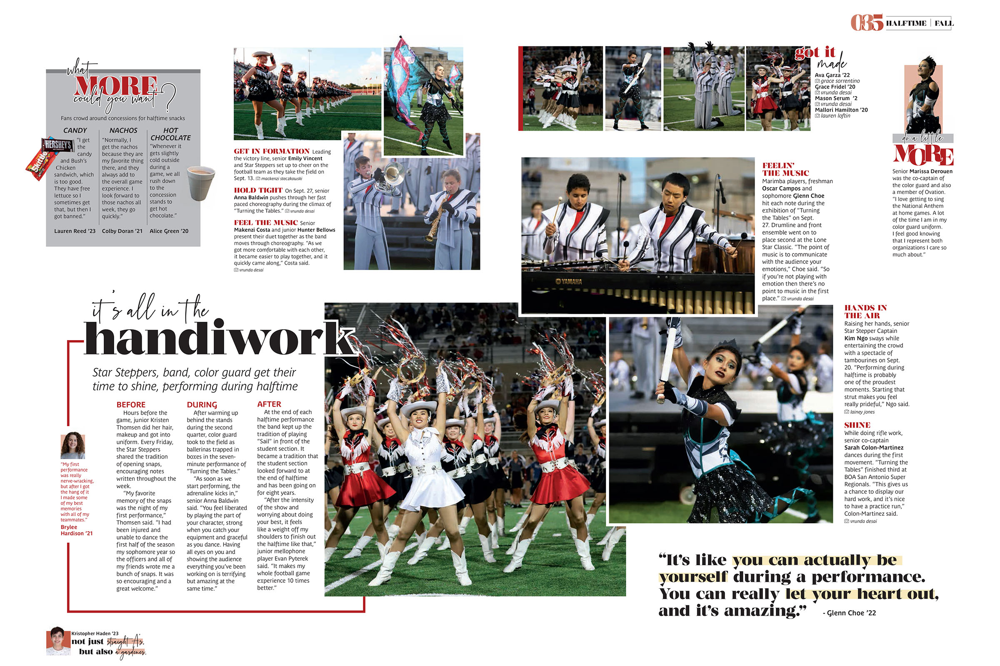 035 HALFTIME | FALL
what
MORE
could you want?
Fans crowd around concessions for halftime snacks
CANDY
HERSHEY'S
Skittles
“I get
the
candy
and Bush’s
Chicken
sandwich, which
is too good.
They have free
lettuce so I
sometimes get
that, but then I
got banned.”
Lauren Reed ’23
NACHOS
“Normally, I
get the nachos
because they are
my favorite thing
there, and they
always add to
the overall game
experience. I
look forward to
those nachos all
week, they go
quickly.”
Colby Doran ’21
HOT
CHOCOLATE
“Whenever it
gets slightly
cold outside
during a
game, we all
rush down
to the
concession
stands to
get hot
chocolate.”
Alice Green ’20
GET IN FORMATION Leading
the victory line, senior Emily Vincent
and Star Steppers set up to cheer on the
football team as they take the field on
Sept. 13. mackenzi steczkowski
HOLD TIGHT On Sept. 27, senior
Anna Baldwin pushes through her fast
paced choreography during the climax of
“Turning the Tables.” vrunda desai
FEEL THE MUSIC Senior
Makenzi Costa and junior Hunter Bellows
present their duet together as the band
moves through choreography. “As we
got more comfortable with each other,
it became easier to play together, and it
quickly came along,” Costa said.
vrunda desai
got it
made
Ava Garza ’22
grace sorrentino
Grace Fridel ’20
vrunda desai
Mason Serum ’2
vrunda desai
Mallori Hamilton ’20
lauren loftin
do a little
MORE
Senior Marissa Derouen
was the co-captain of
the color guard and also
a member of Ovation.
“I love getting to sing
the National Anthem
at home games. A lot
of the time I am in my
color guard uniform.
I feel good knowing
that I represent both
organizations I care so
much about.”
YAMAHA
FEELIN’
THE MUSIC
Marimba players, freshman
Oscar Campos and
sophomore Glenn Choe
hit each note during the
exhibition of “Turning
the Tables” on Sept.
27. Drumline and front
ensemble went on to
place second at the Lone
Star Classic. “The point of
music is to communicate
with the audience your
emotions,” Choe said. “So
if you’re not playing with
emotion then there’s no
point to music in the first
place.” vrunda desai
it’s all in the
handiwork
Star Steppers, band, color guard get their
time to shine, performing during halftime
“My first
performance
was really
nerve-wracking,
but after I got
the hang of it
I made some
of my best
memories
with all of my
teammates.”
Brylee
Hardison ’21
BEFORE
Hours before the
game, junior Kristen
Thomsen did her hair,
makeup and got into
uniform. Every Friday,
the Star Steppers
shared the tradition
of opening snaps,
encouraging notes
written throughout the
week.
“My favorite
memory of the snaps
was the night of my
first performance,”
Thomsen said. “I had
been injured and
unable to dance the
first half of the season
my sophomore year so
the officers and all of
my friends wrote me a
bunch of snaps. It was
so encouraging and a
great welcome.”
DURING
After warming up
behind the stands
during the second
quarter, color guard
took to the field as
ballerinas trapped in
boxes in the seven-
minute performance of
“Turning the Tables.”
“As soon as we
start performing, the
adrenaline kicks in,”
senior Anna Baldwin
said. “You feel liberated
by playing the part of
your character, strong
when you catch your
equipment and graceful
as you dance. Having
all eyes on you and
showing the audience
everything you’ve been
working on is terrifying
but amazing at the
same time.”
AFTER
At the end of each
halftime performance
the band kept up the
tradition of playing
“Sail” in front of the
student section. It
became a tradition that
the student section
looked forward to at
the end of halftime
and has been going on
for eight years.
“After the intensity
of the show and
worrying about doing
your best, it feels
like a weight off my
shoulders to finish out
the halftime like that,”
junior mellophone
player Evan Pyterek
said. “It makes my
whole football game
experience 10 times
better.”
HANDS IN
THE AIR
Raising her hands, senior
Star Stepper Captain
Kim Ngo sways while
entertaining the crowd
with a spectacle of
tambourines on Sept.
20. “Performing during
halftime is probably
one of the proudest
moments. Starting that
strut makes you feel
really prideful,” Ngo said.
lainey jones
SHINE
While doing rifle work,
senior co-captain
Sarah Colon-Martinez
dances during the first
movement. “Turning the
Tables” finished third at
BOA San Antonio Super
Regionals. “This gives us
a chance to display our
hard work, and it’s nice
to have a practice run,”
Colon-Martinez said.
vrunda desai
“It’s like you can actually be
yourself during a performance.
You can really let your heart out,
and it’s amazing.” - Glenn Choe ’22
Kristopher Haden ’23
not just straight A’s,
but also a gardener.